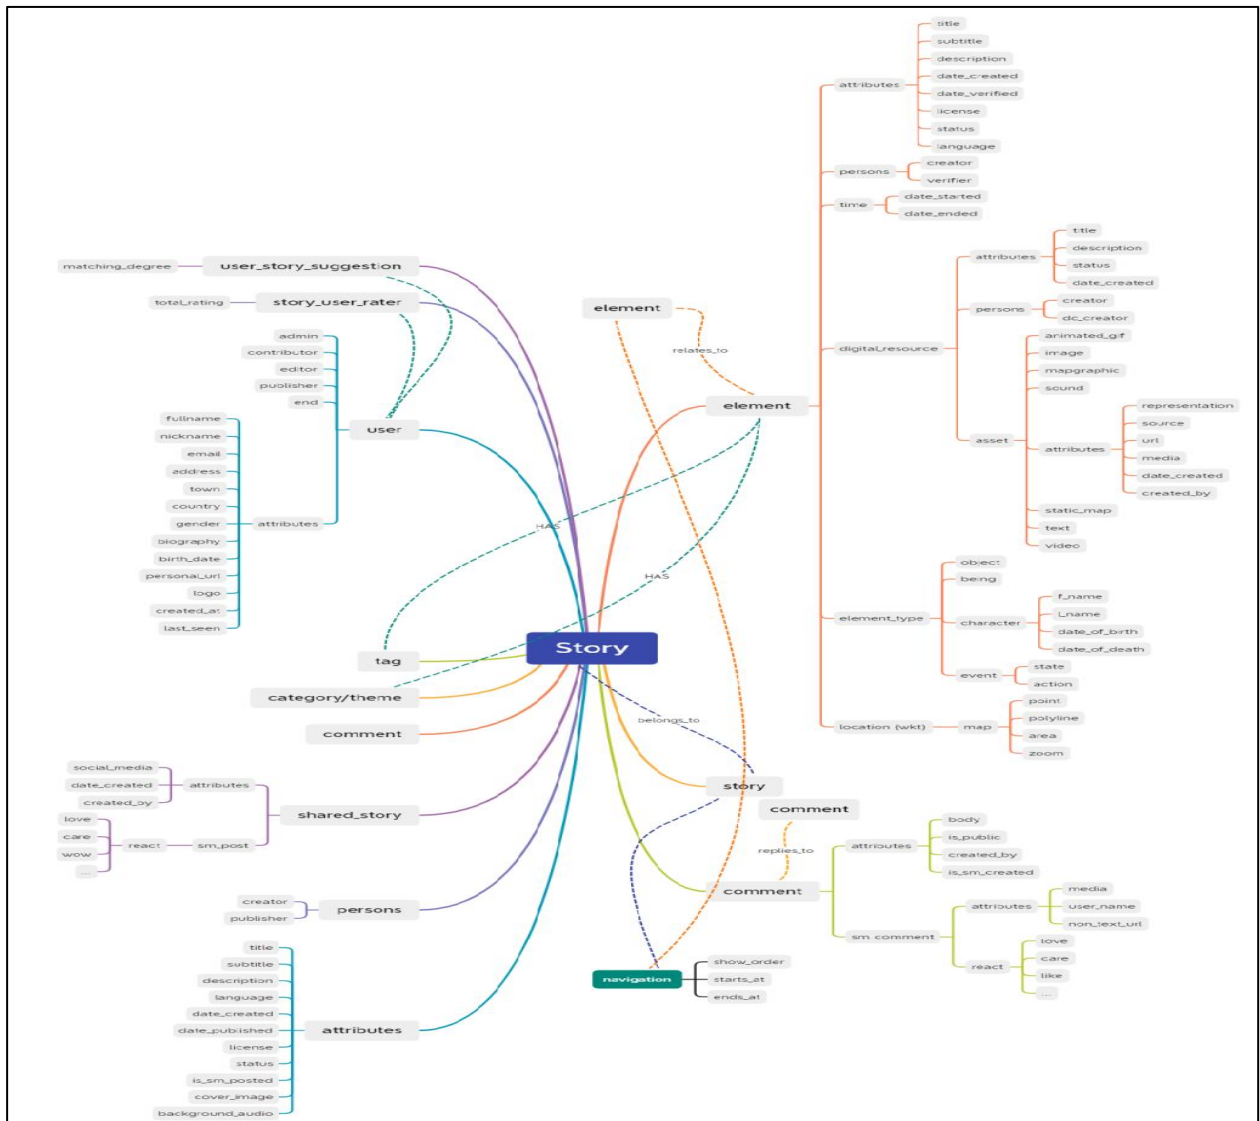 Story
user_story_suggestion
matching_degree
story_user_rater
total_rating
user
admin
contributor
editor
publisher
end
attributes
fullname
nickname
email
address
town
country
gender
biography
birth_date
personal_url
logo
created_at
last_seen
tag
category/theme
comment
shared_story
attributes
social_media
date_created
created_by
sm_post
react
love
care
wow
...
persons
creator
publisher
attributes
title
subtitle
description
language
date_created
date_published
license
status
is_sm_posted
cover_image
background_audio
element
relates_to
element
HAS
HAS
attributes
title
subtitle
description
date_created
date_verified
license
status
language
persons
creator
verifier
time
date_started
date_ended
digital_resource
attributes
title
description
status
date_created
persons
creator
dc_creator
asset
animated_gif
image
mapgraphic
sound
attributes
representation
source
url
media
date_created
created_by
static_map
text
video
element_type
object
being
character
f_name
l_name
date_of_birth
date_of_death
event
state
action
location (wkt)
map
point
polyline
area
zoom
belongs_to
story
comment
replies_to
comment
attributes
body
is_public
created_by
is_sm_created
sm comment
attributes
media
user_name
non_text_url
react
love
care
like
...
navigation
show_order
starts_at
ends_at